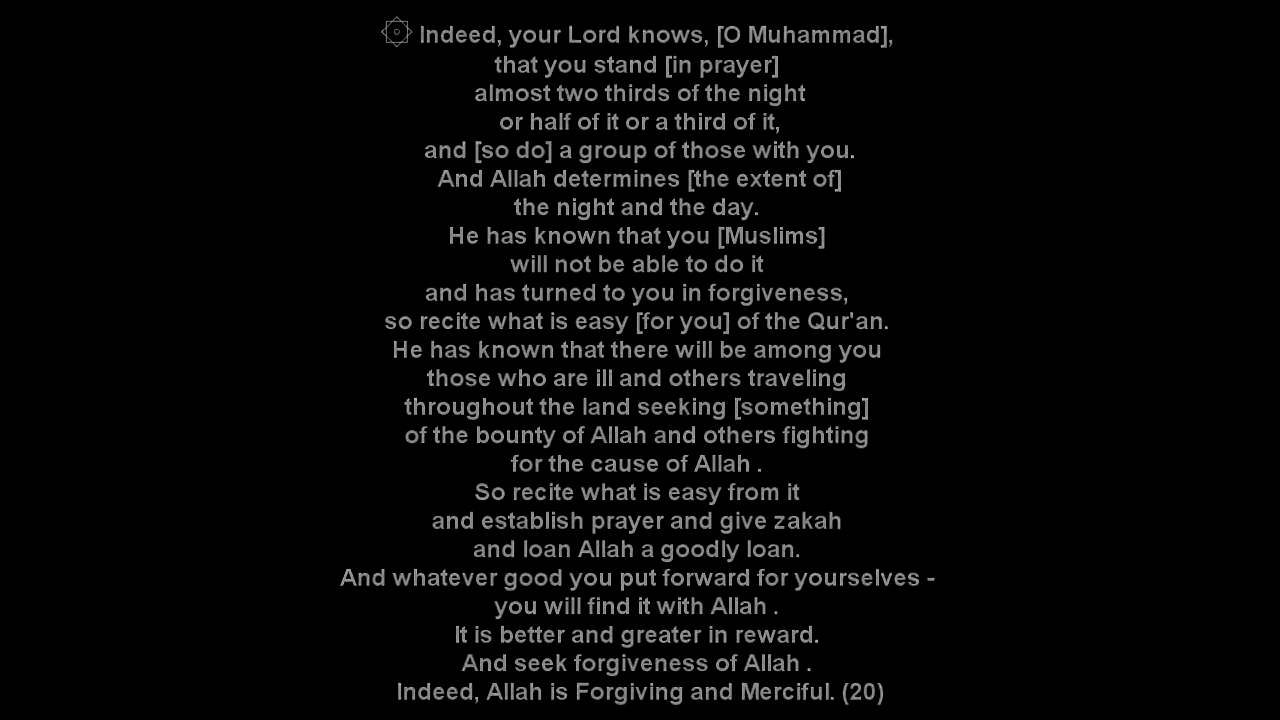 ۞ Indeed, your Lord knows, [O Muhammad],
that you stand [in prayer]
almost two thirds of the night
or half of it or a third of it,
and [so do] a group of those with you.
And Allah determines [the extent of]
the night and the day.
He has known that you [Muslims]
will not be able to do it
and has turned to you in forgiveness,
so recite what is easy [for you] of the Qur'an.
He has known that there will be among you
those who are ill and others traveling
throughout the land seeking [something]
of the bounty of Allah and others fighting
for the cause of Allah .
So recite what is easy from it
and establish prayer and give zakah
and loan Allah a goodly loan.
And whatever good you put forward for yourselves -
you will find it with Allah .
It is better and greater in reward.
And seek forgiveness of Allah .
Indeed, Allah is Forgiving and Merciful. (20)